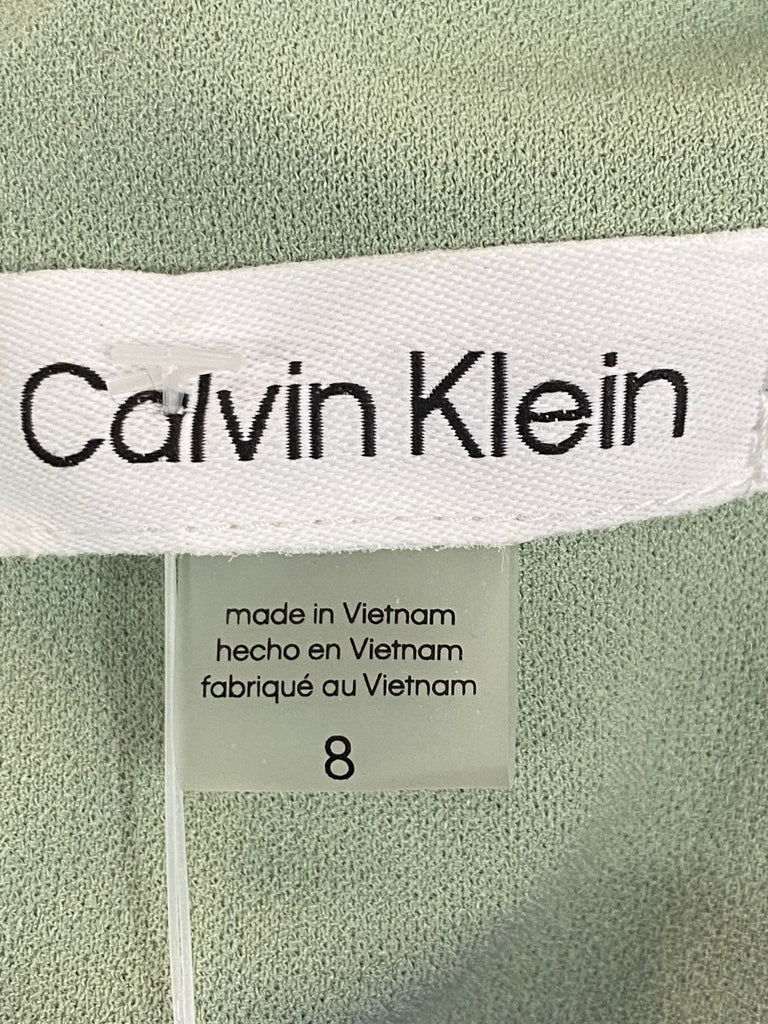 Calvin Klein
made in Vietnam
hecho en Vietnam
fabriqué au Vietnam
8